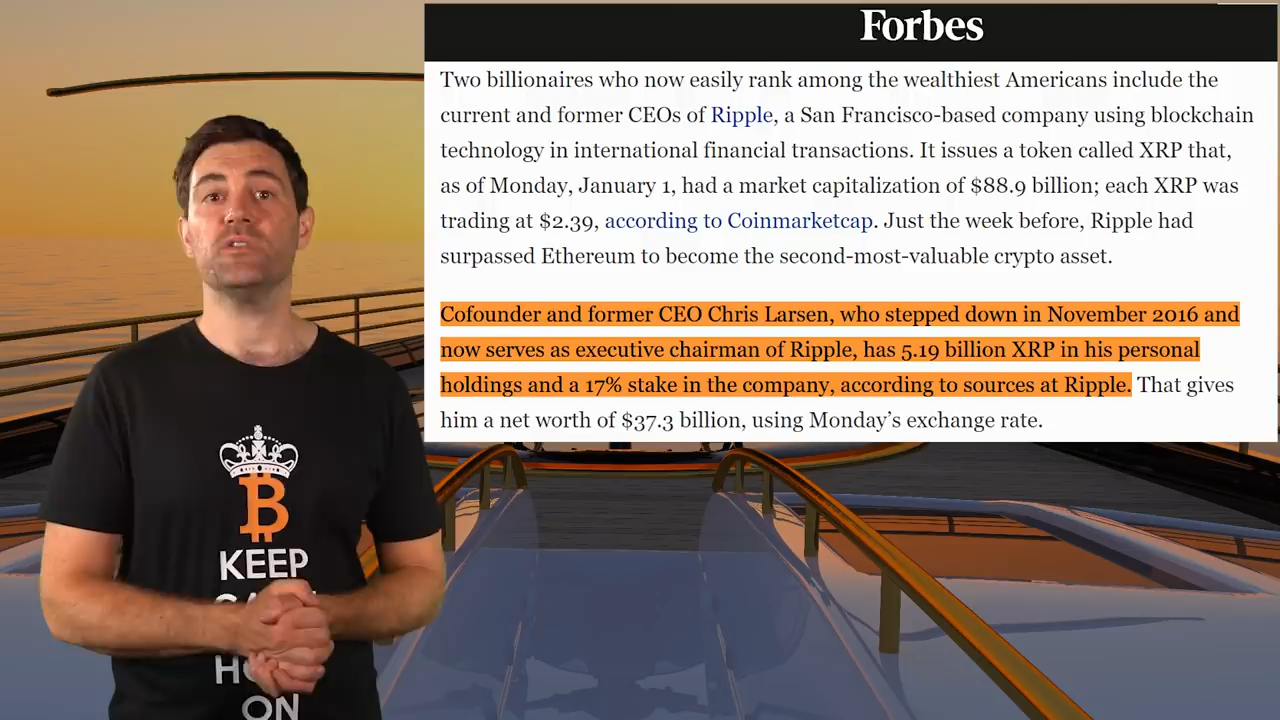 Forbes
Two billionaires who now easily rank among the wealthiest Americans include the
current and former CEOs of Ripple, a San Francisco-based company using blockchain
technology in international financial transactions. It issues a token called XRP that,
as of Monday, January 1, had a market capitalization of $88.9 billion; each XRP was
trading at $2.39, according to Coinmarketcap. Just the week before, Ripple had
surpassed Ethereum to become the second-most-valuable crypto asset.
Cofounder and former CEO Chris Larsen, who stepped down in November 2016 and
now serves as executive chairman of Ripple, has 5.19 billion XRP in his personal
holdings and a 17% stake in the company, according to sources at Ripple. That gives
him a net worth of $37.3 billion, using Monday’s exchange rate.
KEEP
ON